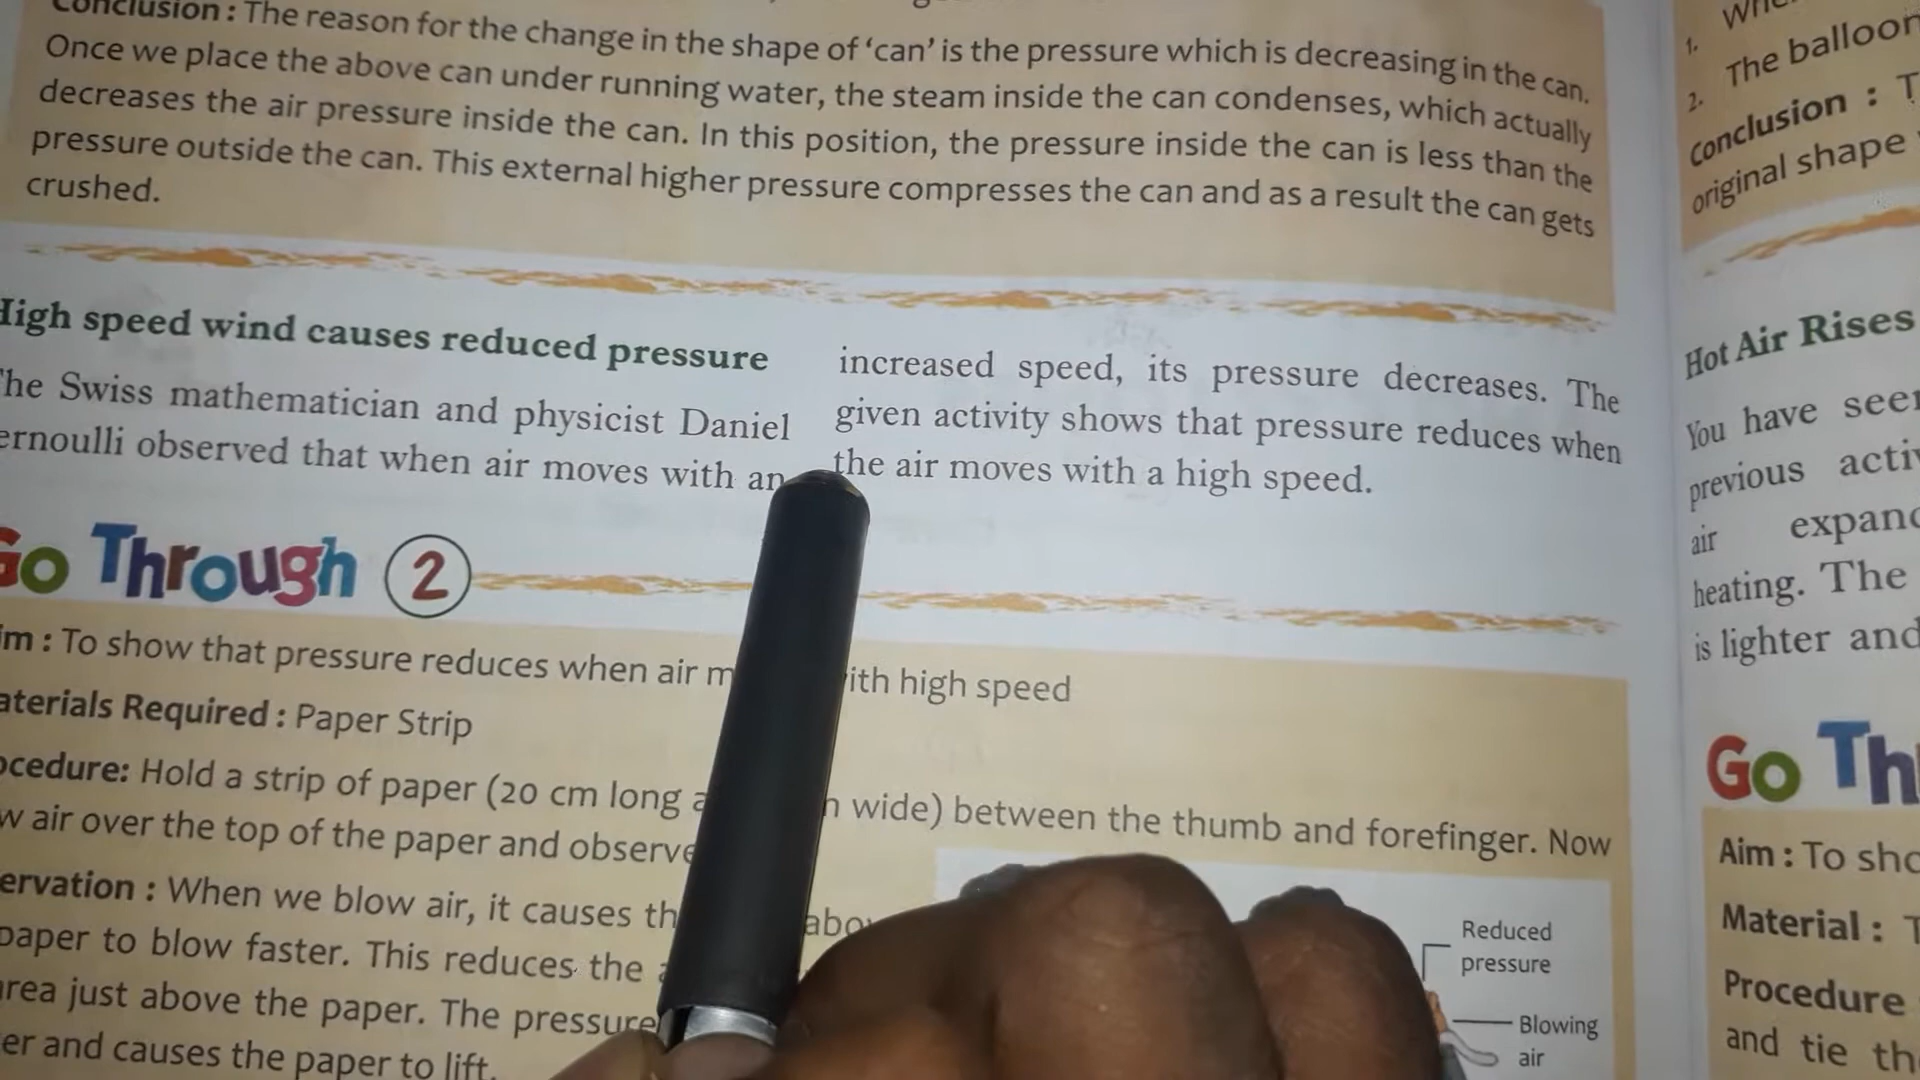 Conclusion : The reason for the change in the shape of ‘can’ is the pressure which is decreasing in the can.
Once we place the above can under running water, the steam inside the can condenses, which actually
decreases the air pressure inside the can. In this position, the pressure inside the can is less than the
pressure outside the can. This external higher pressure compresses the can and as a result the can gets
crushed.
High speed wind causes reduced pressure
The Swiss mathematician and physicist Daniel
ernoulli observed that when air moves with an
increased speed, its pressure decreases. The
given activity shows that pressure reduces when
the air moves with a high speed.
Go Through 2
im : To show that pressure reduces when air m ith high speed
aterials Required : Paper Strip
ocedure: Hold a strip of paper (20 cm long a n wide) between the thumb and forefinger. Now
w air over the top of the paper and observe
ervation : When we blow air, it causes th abo
paper to blow faster. This reduces the a
area just above the paper. The pressure
er and causes the paper to lift.
Reduced
pressure
Blowing
air
1.
2. The balloon
Conclusion : T
original shape
Hot Air Rises
You have seen
previous activ
air expand
heating. The
is lighter and
Go Th
Aim : To sho
Material : T
Procedure
and tie th